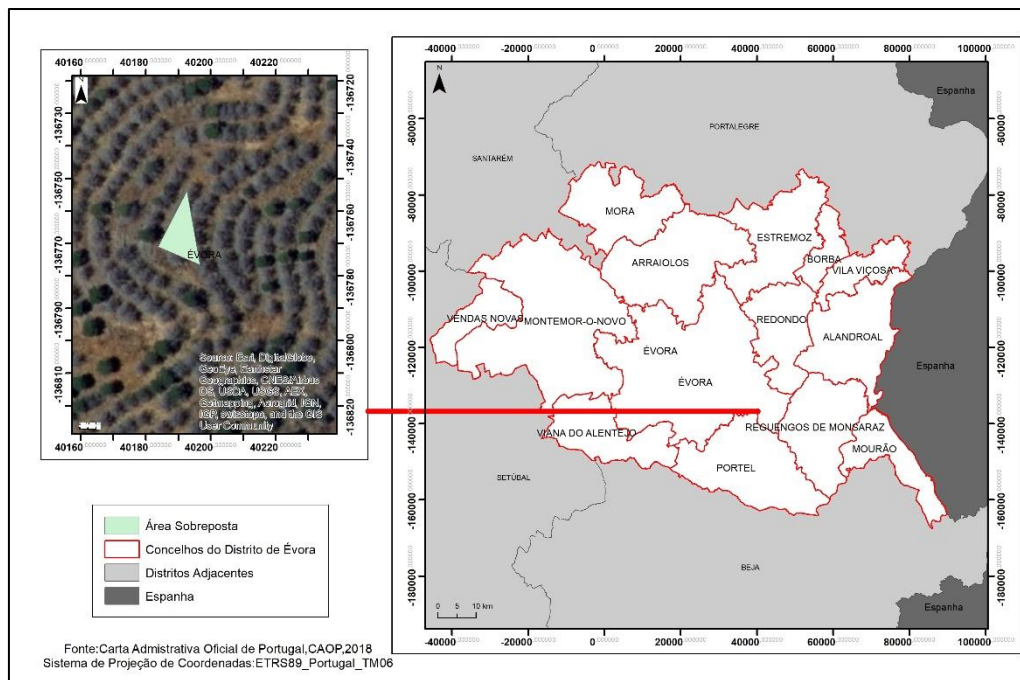 40160 40180 40200 40220
-136720
-136730
-136740
-136750
-136760
-136770
-136780
-136790
-136800
-136810
-136820
ÉVORA
Source: Esri, DigitalGlobe,
GeoEye, Earthstar
Geographics, CNES/Airbus
DS, USDA, USGS, AEX,
Getmapping, Aerogrid, IGN,
IGP, swisstopo, and the GIS
User Community
40160 40180 40200 40220
Área Sobreposta
Concelhos do Distrito de Évora
Distritos Adjacentes
Espanha
Fonte:Carta Admistrativa Oficial de Portugal,CAOP,2018
Sistema de Projeção de Coordenadas:ETRS89_Portugal_TM06
-40000 -20000 0 20000 40000 60000 80000 100000
N
Espanha
-60000
PORTALEGRE
SANTARÉM
-80000
MORA
ESTREMOZ
ARRAIOLOS
BORBA
VILA VIÇOSA
-100000
VENDAS NOVAS
MONTEMOR-O-NOVO
REDONDO
ALANDROAL
-120000
ÉVORA
Espanha
ÉVORA
-140000
VIANA DO ALENTEJO
REGUENGOS DE MONSARAZ
MOURÃO
PORTEL
SETÚBAL
-160000
BEJA
-180000
0 5 10 km
Espanha
-40000 -20000 0 20000 40000 60000 80000 100000